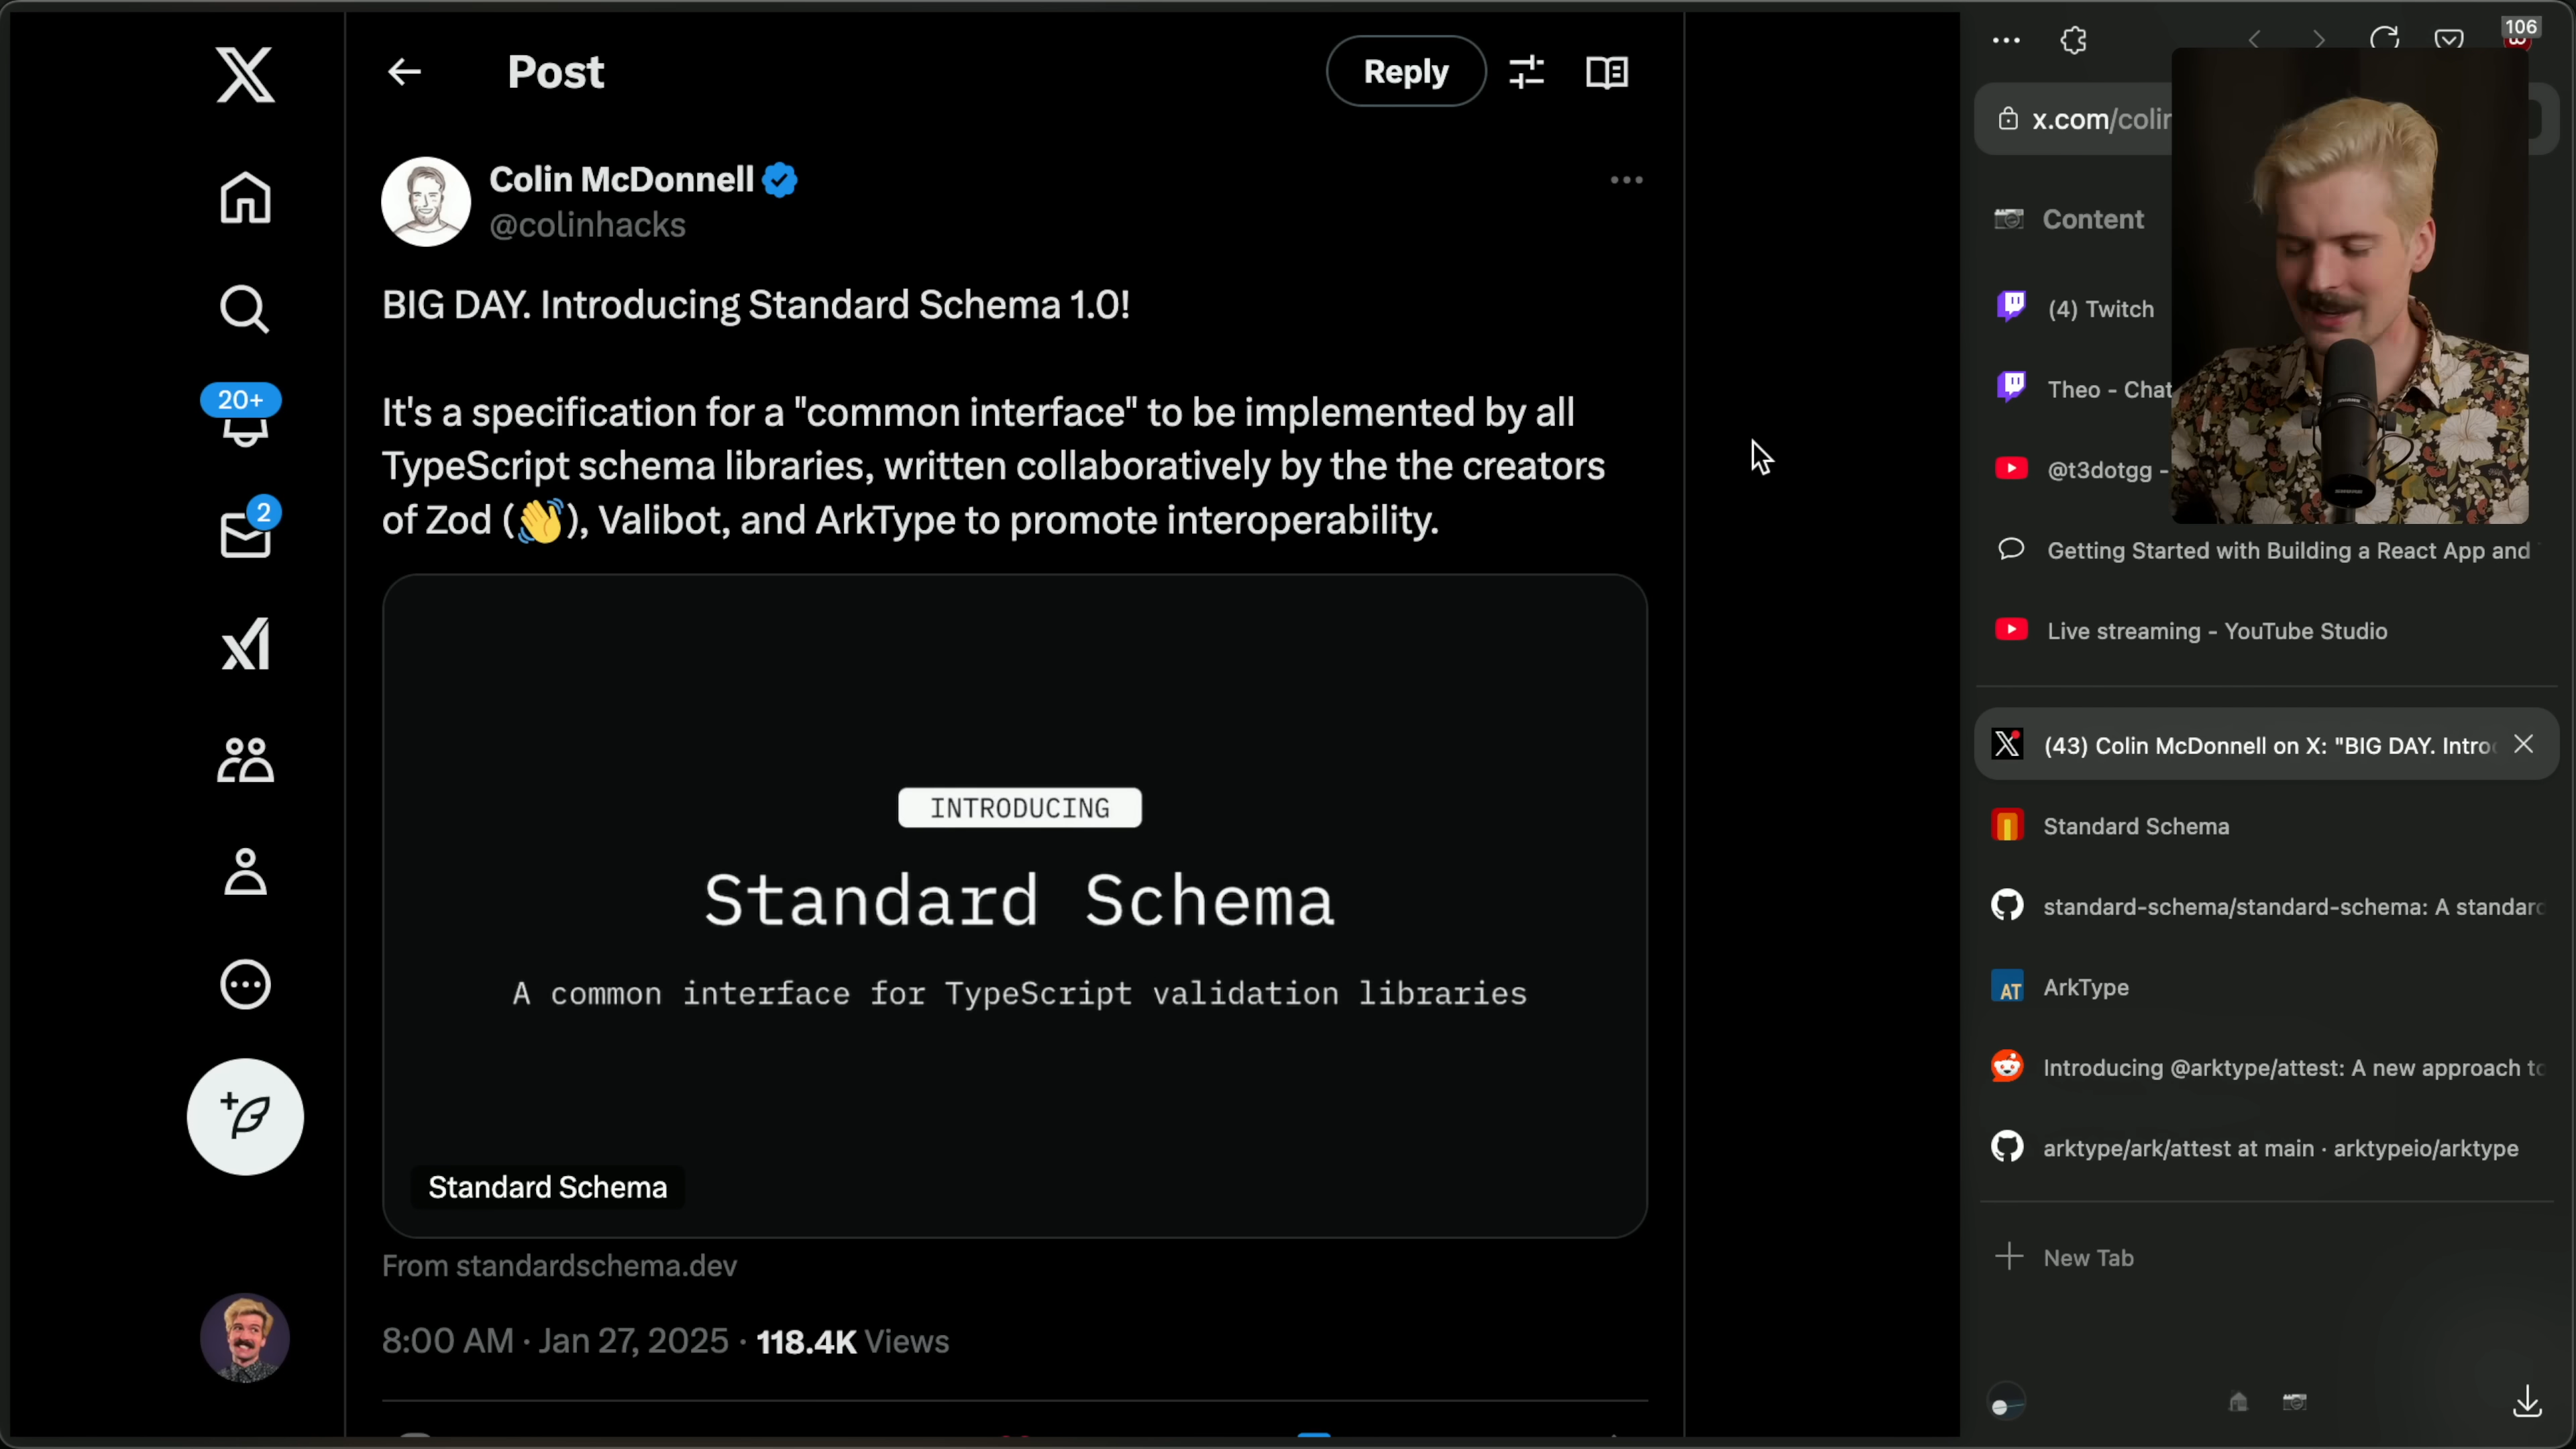 Post
Reply
Colin McDonnell
@colinhacks
BIG DAY. Introducing Standard Schema 1.0!
It's a specification for a "common interface" to be implemented by all
TypeScript schema libraries, written collaboratively by the the creators
of Zod (👋), Valibot, and ArkType to promote interoperability.
INTRODUCING
Standard Schema
A common interface for TypeScript validation libraries
Standard Schema
From standardschema.dev
8:00 AM · Jan 27, 2025 · 118.4K Views
20+
2
106
x.com/colin
Content
(4) Twitch
Theo - Chat
@t3dotgg -
Getting Started with Building a React App and
Live streaming - YouTube Studio
(43) Colin McDonnell on X: "BIG DAY. Intro
Standard Schema
standard-schema/standard-schema: A standard
AT
ArkType
Introducing @arktype/attest: A new approach to
arktype/ark/attest at main · arktypeio/arktype
New Tab